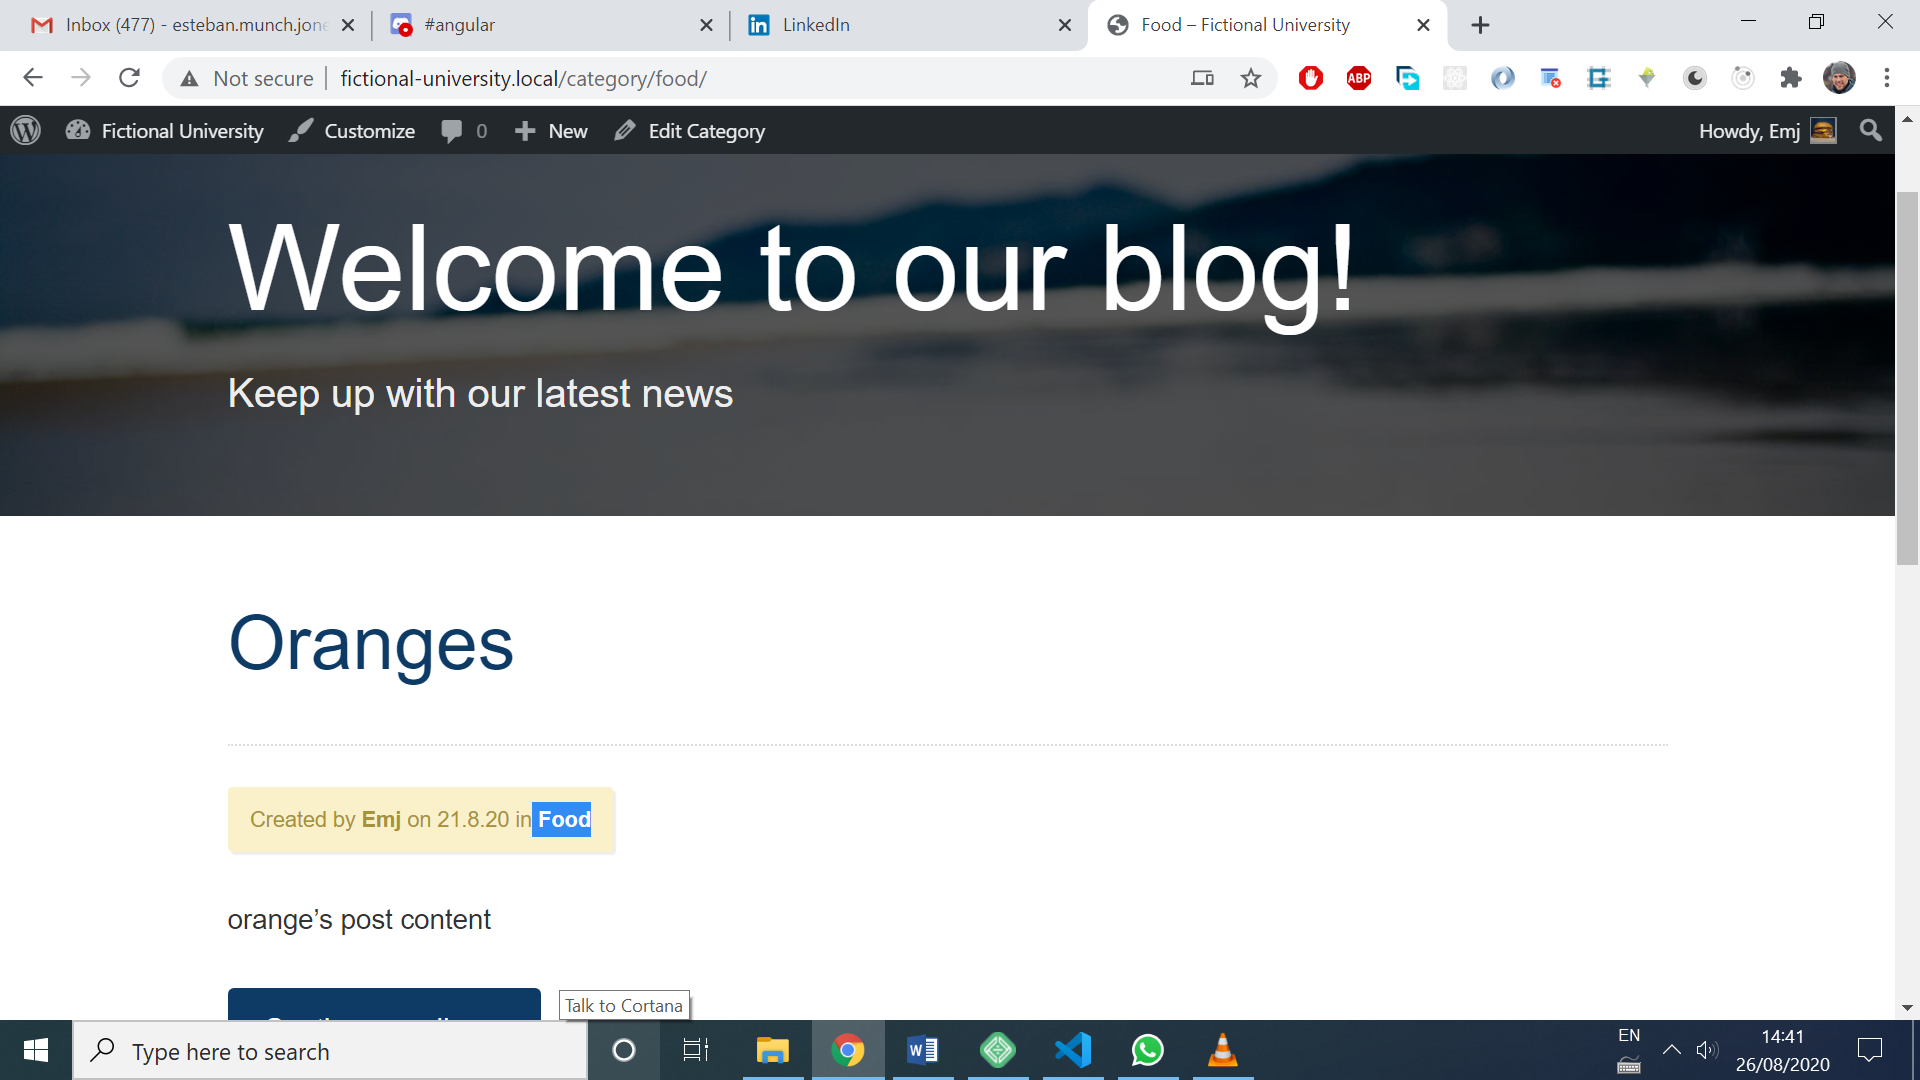 Inbox (477) - esteban.munch.jone
#angular
LinkedIn
Food – Fictional University
Not secure
fictional-university.local/category/food/
ABP
Fictional University
Customize
0
New
Edit Category
Howdy, Emj
Welcome to our blog!
Keep up with our latest news
Oranges
Created by Emj on 21.8.20 in Food
orange’s post content
Talk to Cortana
Type here to search
EN
14:41
26/08/2020